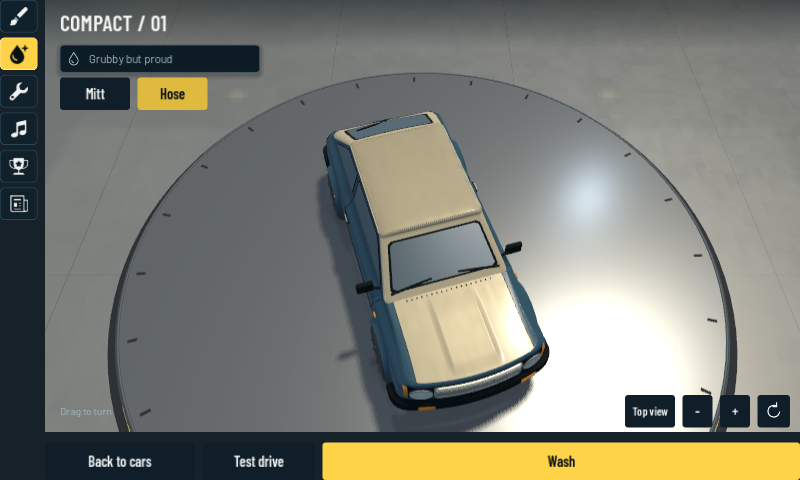 COMPACT / 01
Grubby but proud
Mitt
Hose
Drag to turn
Top view
-
+
Back to cars
Test drive
Wash